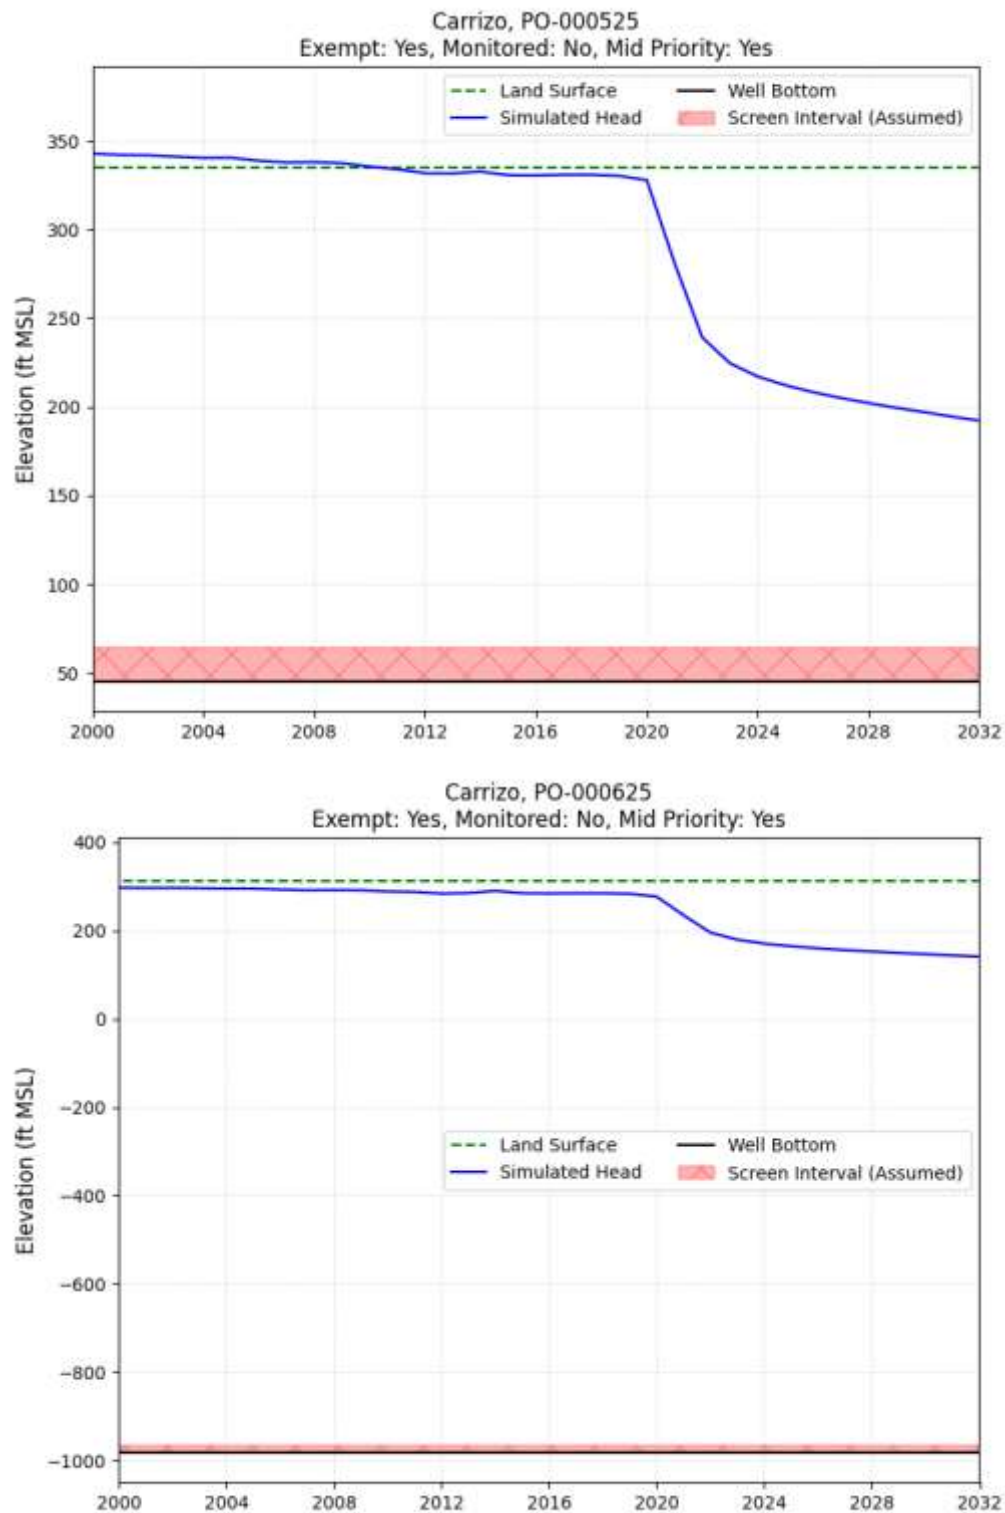 Carrizo, PO-000525
Exempt: Yes, Monitored: No, Mid Priority: Yes
Land Surface
Well Bottom
Simulated Head
Screen Interval (Assumed)
Elevation (ft MSL)
350
300
250
200
150
100
50
2000 2004 2008 2012 2016 2020 2024 2028 2032
Carrizo, PO-000625
Exempt: Yes, Monitored: No, Mid Priority: Yes
400
200
0
−200
−400
−600
−800
−1000
Elevation (ft MSL)
Land Surface
Well Bottom
Simulated Head
Screen Interval (Assumed)
2000 2004 2008 2012 2016 2020 2024 2028 2032